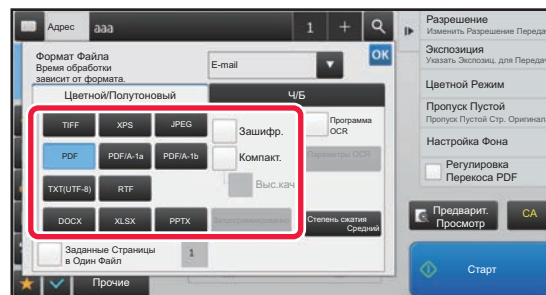 Адрес
aaa
1
Формат Файла
Время обработки
зависит от формата.
E-mail
OK
Цветной/Полутоновый
Ч/Б
TIFF
XPS
JPEG
Зашифр.
Программа
OCR
PDF
PDF/A-1a
PDF/A-1b
Компакт.
Параметры OCR
TXT(UTF-8)
RTF
Выс.кач
DOCX
XLSX
PPTX
Степень сжатия
Средний
Заданные Страницы
в Один Файл
1
Прочие
Разрешение
Изменить Разрешение Переда
Экспозиция
Указать Экспозиц. для Передач
Цветной Режим
Пропуск Пустой
Пропуск Пустой Стр. Оригинал
Настройка Фона
Регулировка
Перекоса PDF
Предварит.
Просмотр
CA
Старт